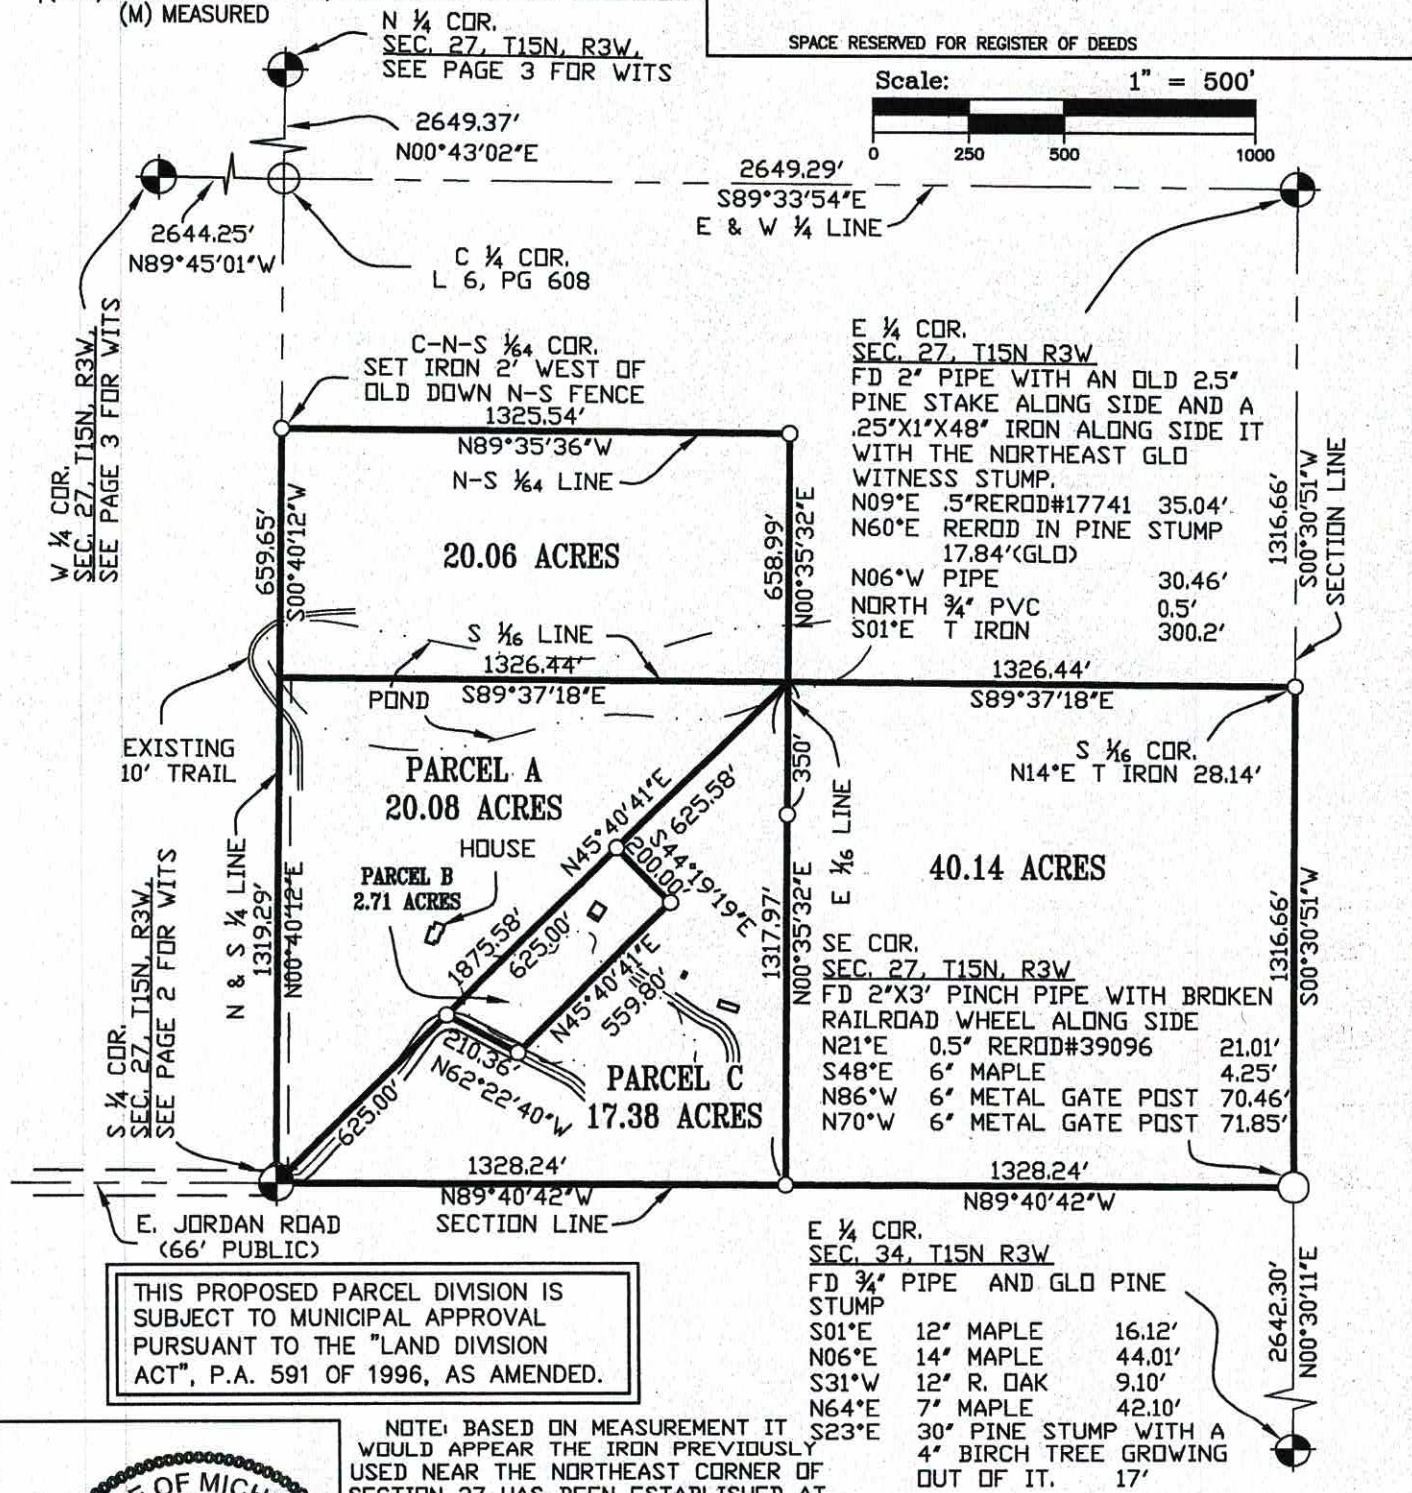 (M) MEASURED
N 1/4 COR.
SEC. 27, T15N, R3W,
SEE PAGE 3 FOR WITS
SPACE RESERVED FOR REGISTER OF DEEDS
Scale: 1" = 500'
0 250 500 1000
2649.37'
N00°43'02"E
2649.29'
S89°33'54"E
E & W 1/4 LINE
2644.25'
N89°45'01"W
C 1/4 COR.
L 6, PG 608
W 1/4 COR.
SEC. 27, T15N, R3W,
SEE PAGE 3 FOR WITS
C-N-S 1/64 COR.
SET IRON 2' WEST OF
OLD DOWN N-S FENCE
1325.54'
N89°35'36"W
N-S 1/64 LINE
E 1/4 COR.
SEC. 27, T15N R3W
FD 2" PIPE WITH AN OLD 2.5"
PINE STAKE ALONG SIDE AND A
.25"X1"X48" IRON ALONG SIDE IT
WITH THE NORTHEAST GLO
WITNESS STUMP.
N09°E .5"REROD#17741 35.04'
N60°E REROD IN PINE STUMP
17.84'(GLO)
N06°W PIPE 30.46'
NORTH 3/4" PVC 0.5'
S01°E T IRON 300.2'
1316.66'
S00°30'51"W
SECTION LINE
659.65'
S00°40'12"W
20.06 ACRES
658.99'
N00°35'32"E
S 1/16 LINE
1326.44'
S89°37'18"E
POND
1326.44'
S89°37'18"E
S 1/16 COR.
N14°E T IRON 28.14'
EXISTING
10' TRAIL
PARCEL A
20.08 ACRES
HOUSE
PARCEL B
2.71 ACRES
N45°40'41"E
1875.58'
S 625.58'
200.00'
S44°19'19"E
625.00'
N45°40'41"E
559.80'
210.36'
N62°22'40"W
625.00'
350'
E 1/16 LINE
1317.97'
N00°35'32"E
40.14 ACRES
1316.66'
S00°30'51"W
N & S 1/4 LINE
1319.29'
N00°40'12"E
S 1/4 COR.
SEC. 27, T15N, R3W,
SEE PAGE 2 FOR WITS
PARCEL C
17.38 ACRES
SE COR.
SEC. 27, T15N, R3W
FD 2"X3' PINCH PIPE WITH BROKEN
RAILROAD WHEEL ALONG SIDE
N21°E 0.5" REROD#39096 21.01'
S48°E 6" MAPLE 4.25'
N86°W 6" METAL GATE POST 70.46'
N70°W 6" METAL GATE POST 71.85'
1328.24'
N89°40'42"W
SECTION LINE
1328.24'
N89°40'42"W
E. JORDAN ROAD
(66' PUBLIC)
THIS PROPOSED PARCEL DIVISION IS
SUBJECT TO MUNICIPAL APPROVAL
PURSUANT TO THE "LAND DIVISION
ACT", P.A. 591 OF 1996, AS AMENDED.
E 1/4 COR.
SEC. 34, T15N R3W
FD 3/4" PIPE AND GLO PINE
STUMP
S01°E 12" MAPLE 16.12'
N06°E 14" MAPLE 44.01'
S31°W 12" R. OAK 9.10'
N64°E 7" MAPLE 42.10'
S23°E 30" PINE STUMP WITH A
4" BIRCH TREE GROWING
OUT OF IT. 17'
2642.30'
N00°30'11"E
NOTE: BASED ON MEASUREMENT IT
WOULD APPEAR THE IRON PREVIOUSLY
USED NEAR THE NORTHEAST CORNER OF
SECTION 27 HAS BEEN ESTABLISHED AT
OF MICH